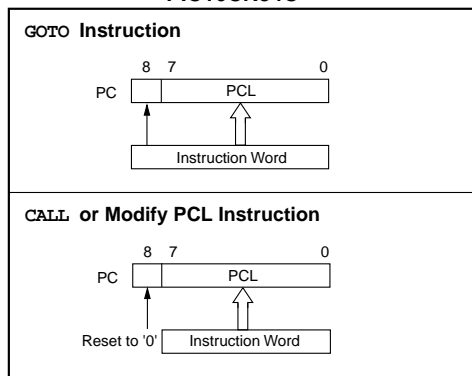 GOTO Instruction
8 7 0
PC PCL
Instruction Word
CALL or Modify PCL Instruction
8 7 0
PC PCL
Reset to '0' Instruction Word